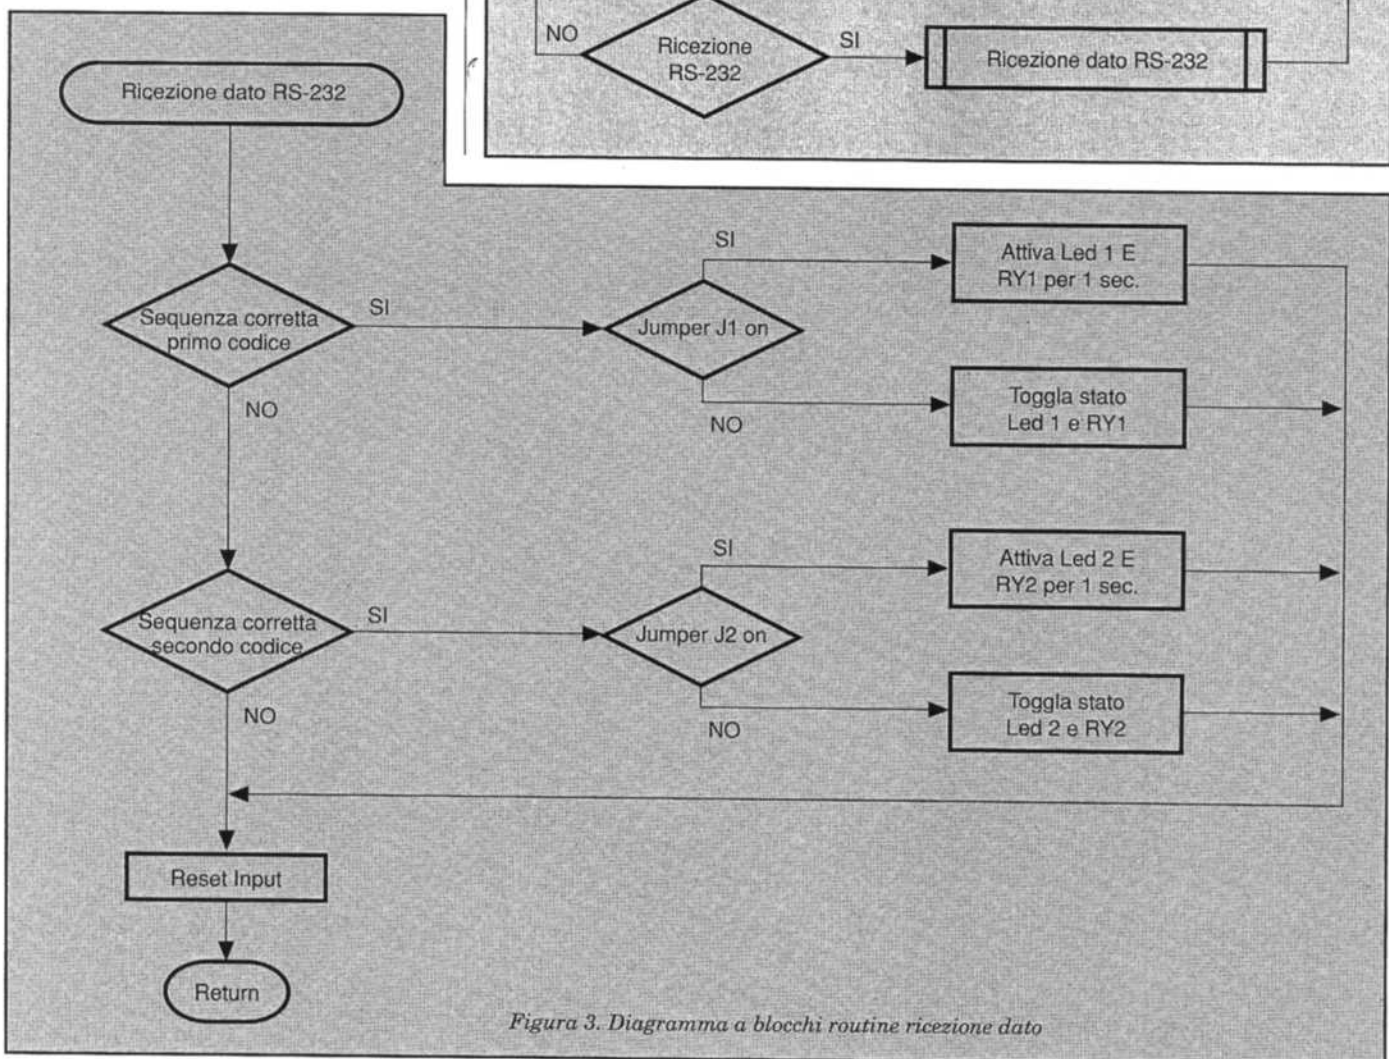 NO
Ricezione
RS-232
SI
Ricezione dato RS-232
Ricezione dato RS-232
Sequenza corretta
primo codice
SI
NO
Jumper J1 on
SI
NO
Attiva Led 1 E
RY1 per 1 sec.
Toggla stato
Led 1 e RY1
Sequenza corretta
secondo codice
SI
NO
Jumper J2 on
SI
NO
Attiva Led 2 E
RY2 per 1 sec.
Toggla stato
Led 2 e RY2
Reset Input
Return
Figura 3. Diagramma a blocchi routine ricezione dato